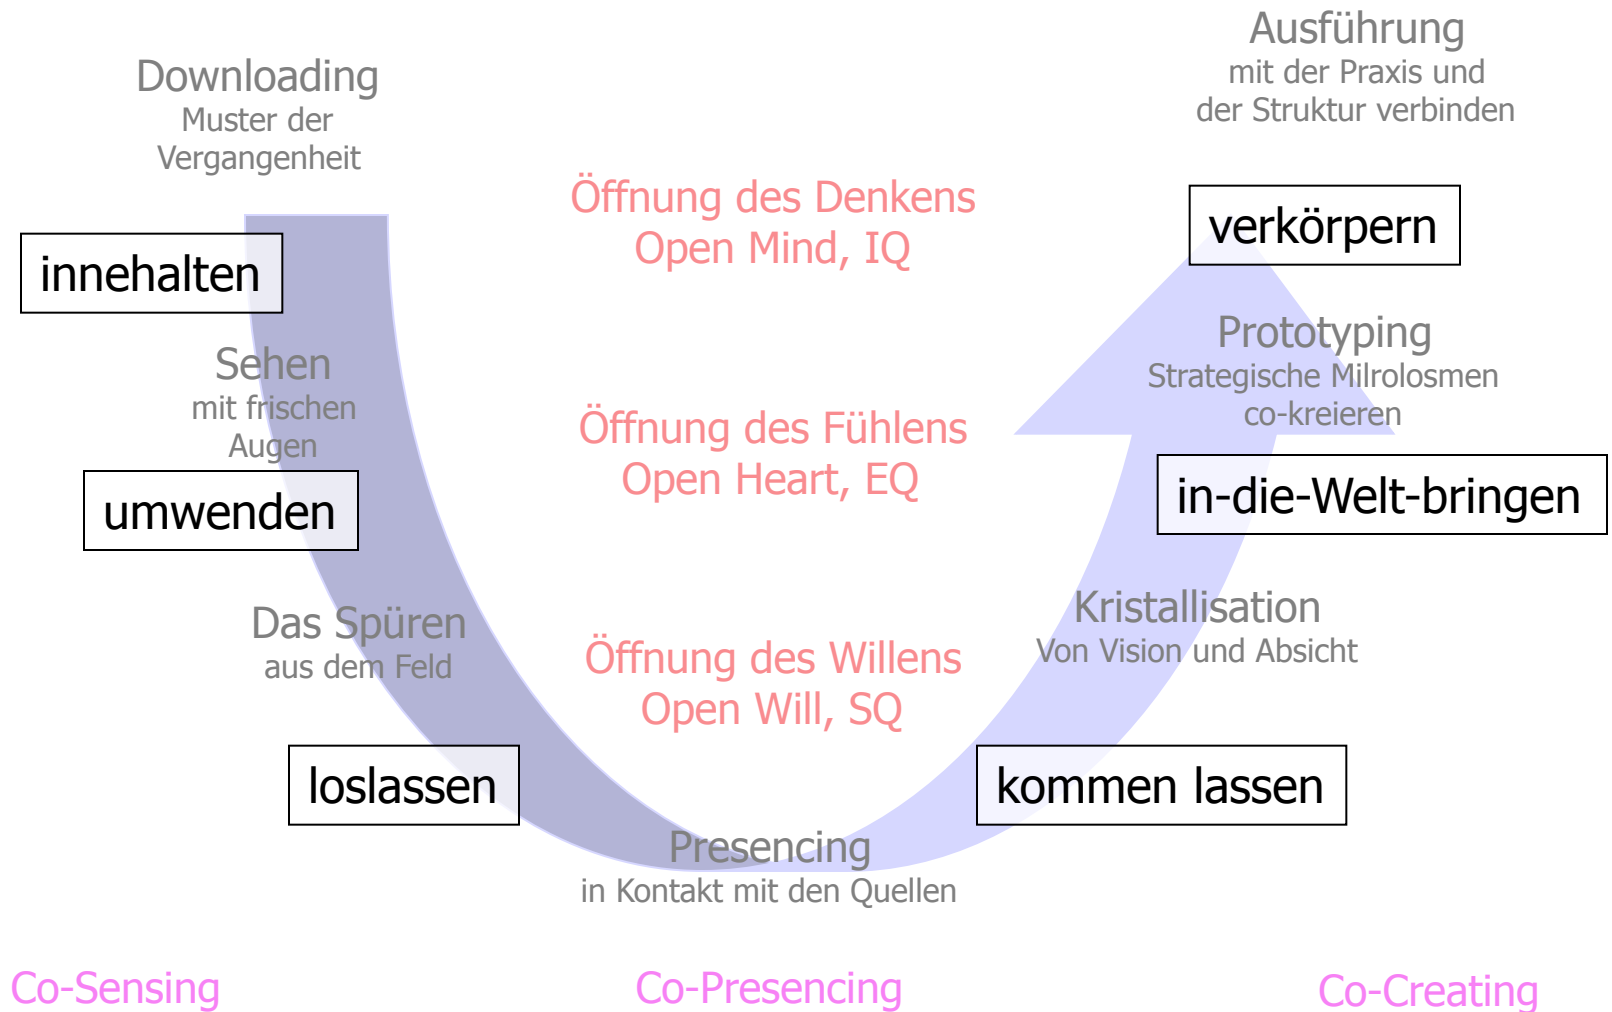 Downloading
Muster der
Vergangenheit
innehalten
Sehen
mit frischen
Augen
umwenden
Das Spüren
aus dem Feld
loslassen
Öffnung des Denkens
Open Mind, IQ
Öffnung des Fühlens
Open Heart, EQ
Öffnung des Willens
Open Will, SQ
Presencing
in Kontakt mit den Quellen
Ausführung
mit der Praxis und
der Struktur verbinden
verkörpern
Prototyping
Strategische Milrolosmen
co-kreieren
in-die-Welt-bringen
Kristallisation
Von Vision und Absicht
kommen lassen
Co-Sensing
Co-Presencing
Co-Creating